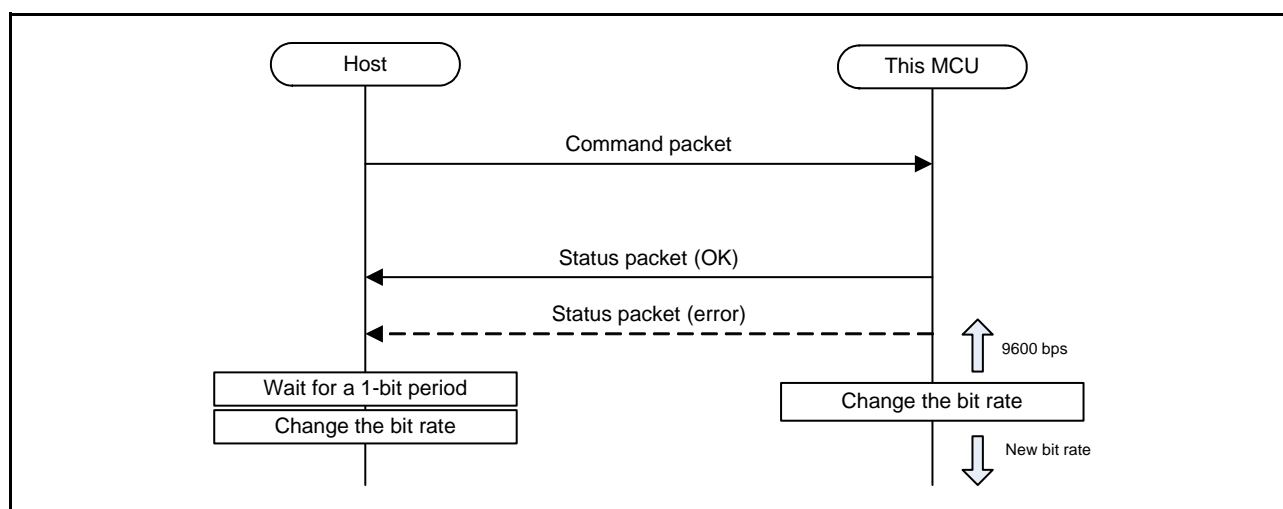 Host
This MCU
Command packet
Status packet (OK)
Status packet (error)
9600 bps
Wait for a 1-bit period
Change the bit rate
Change the bit rate
New bit rate